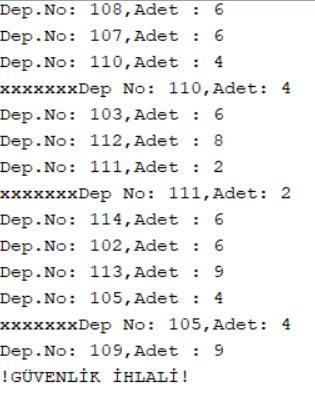 Dep.No: 108,Adet : 6
Dep.No: 107,Adet : 6
Dep.No: 110,Adet : 4
xxxxxxxDep No: 110,Adet: 4
Dep.No: 103,Adet : 6
Dep.No: 112,Adet : 8
Dep.No: 111,Adet : 2
xxxxxxxDep No: 111,Adet: 2
Dep.No: 114,Adet : 6
Dep.No: 102,Adet : 6
Dep.No: 113,Adet : 9
Dep.No: 105,Adet : 4
xxxxxxxDep No: 105,Adet: 4
Dep.No: 109,Adet : 9
!GÜVENLİK İHLALİ!